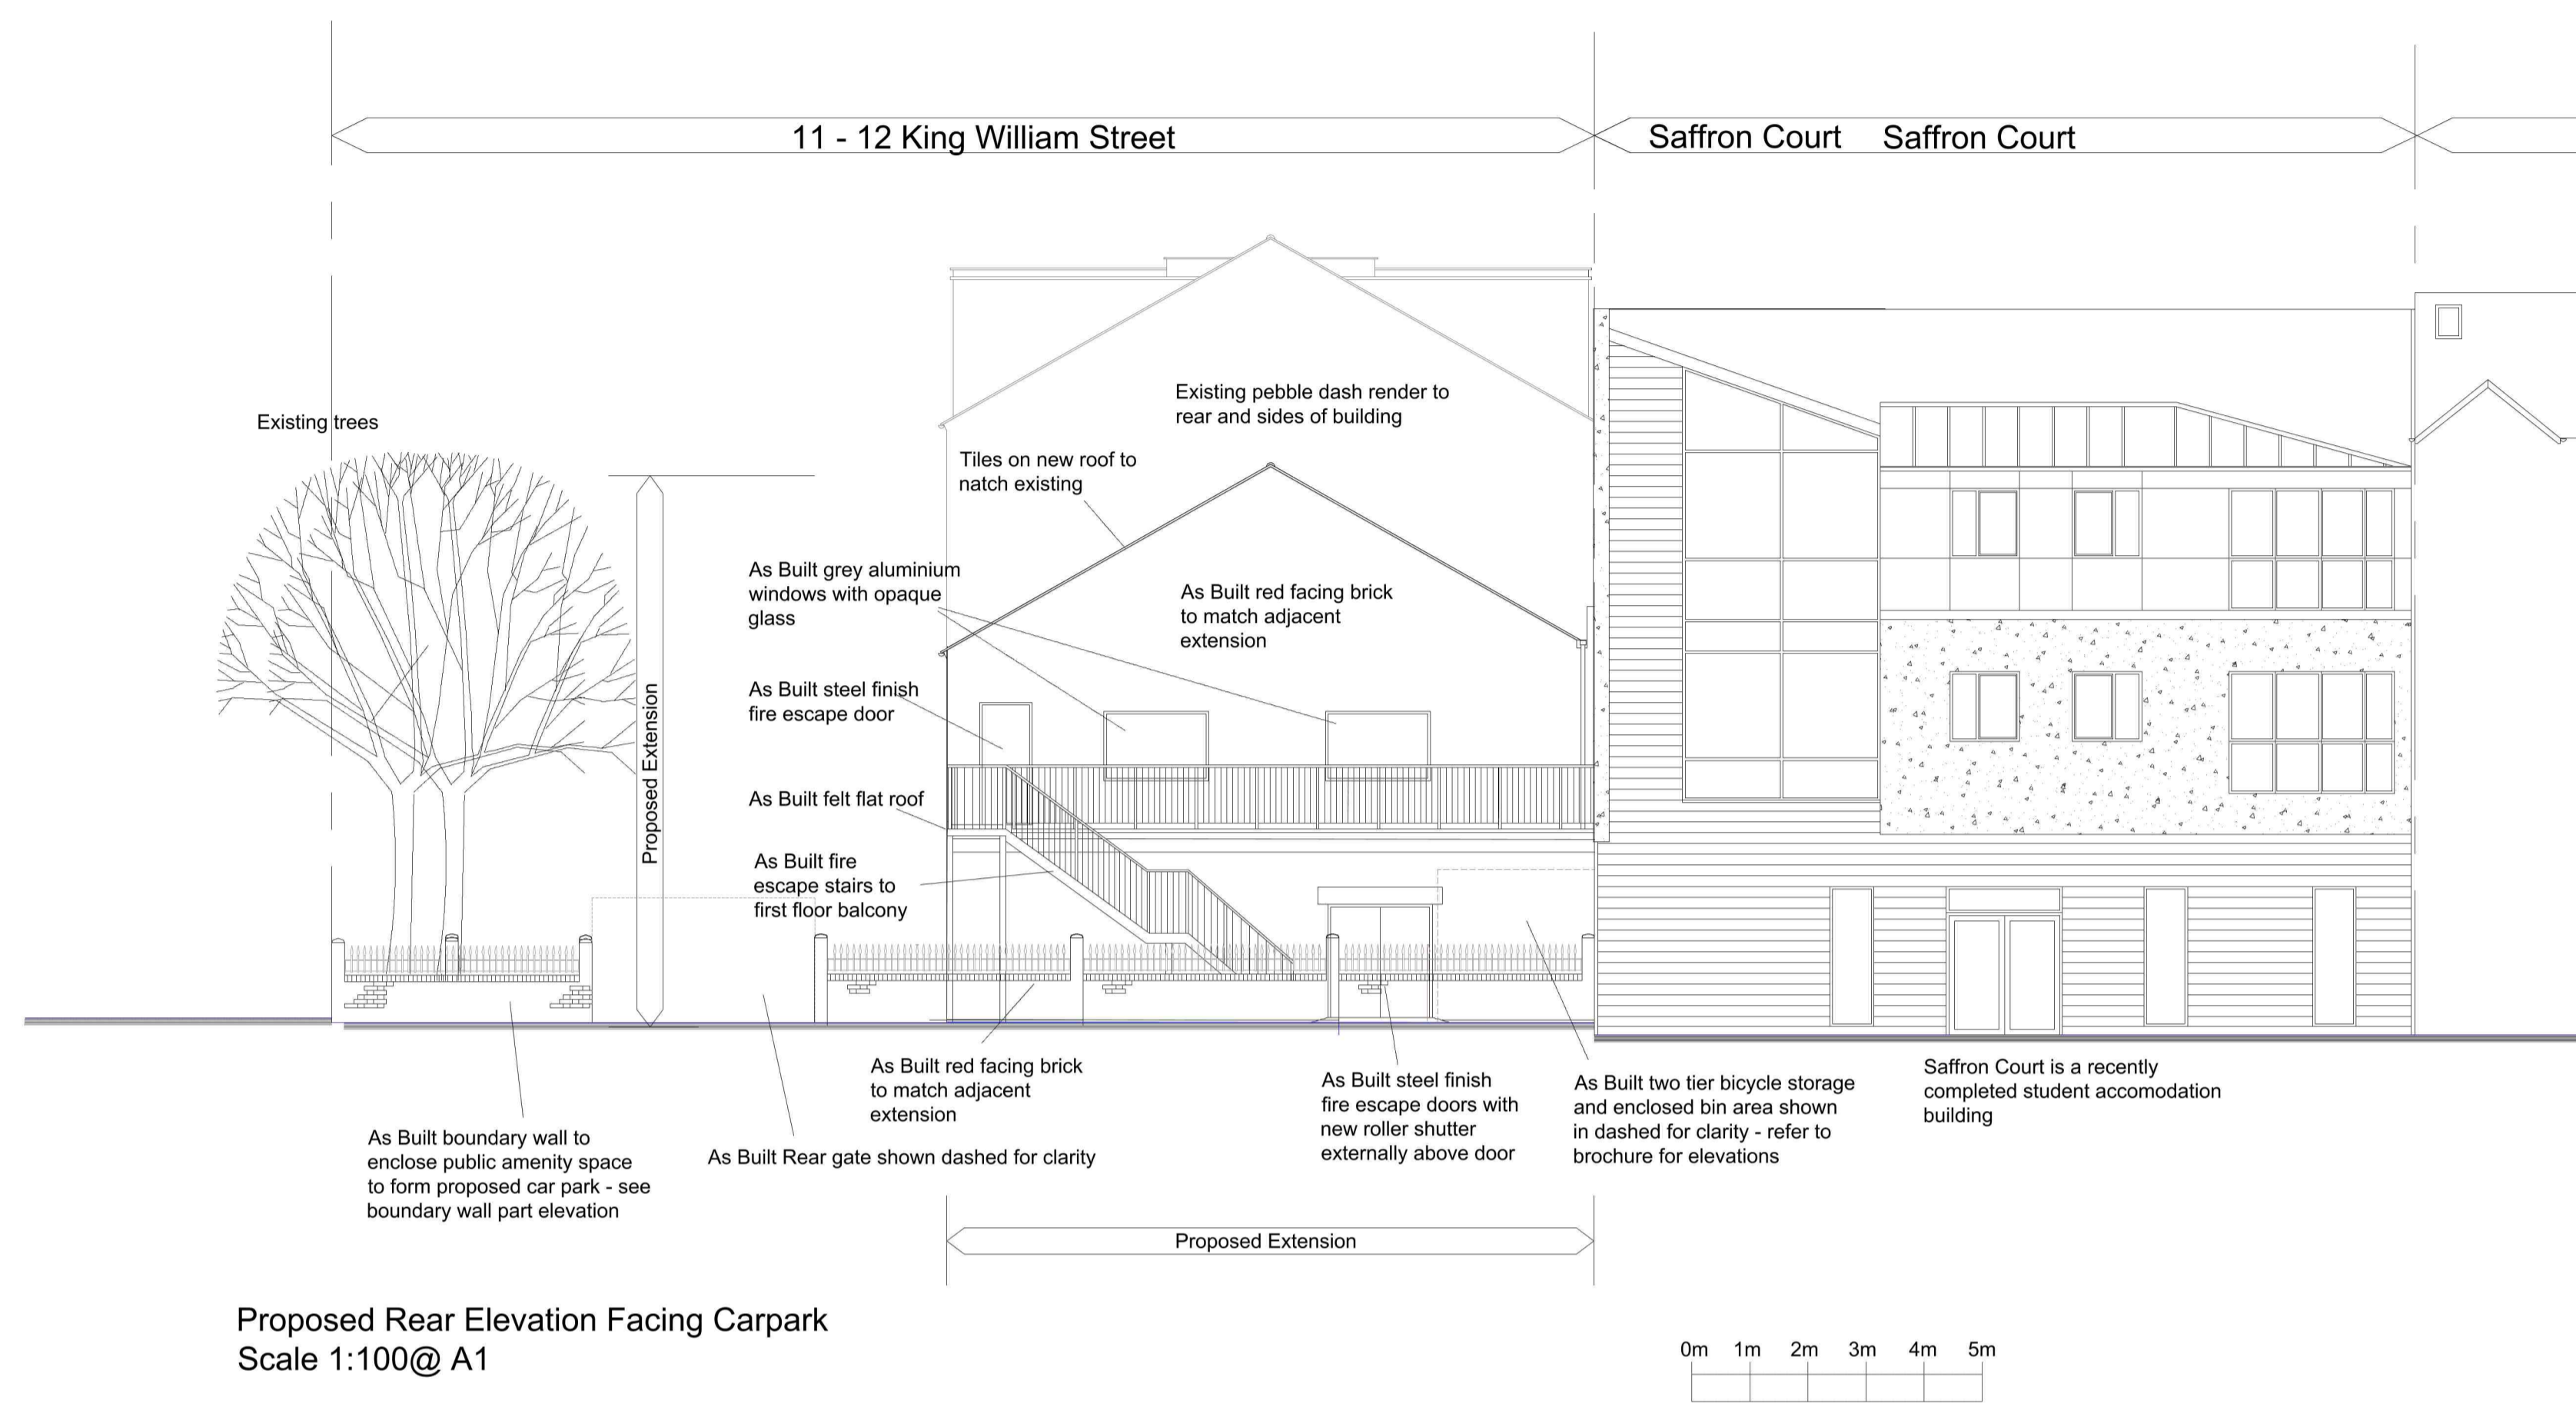 11 - 12 King William Street
Saffron Court
Saffron Court
Existing trees
Existing pebble dash render to
rear and sides of building
Tiles on new roof to
natch existing
As Built grey aluminium
windows with opaque
glass
As Built red facing brick
to match adjacent
extension
As Built steel finish
fire escape door
Proposed Extension
As Built felt flat roof
As Built fire
escape stairs to
first floor balcony
As Built red facing brick
to match adjacent
extension
As Built steel finish
fire escape doors with
new roller shutter
externally above door
As Built two tier bicycle storage
and enclosed bin area shown
in dashed for clarity - refer to
brochure for elevations
Saffron Court is a recently
completed student accomodation
building
As Built boundary wall to
enclose public amenity space
to form proposed car park - see
boundary wall part elevation
As Built Rear gate shown dashed for clarity
Proposed Extension
Proposed Rear Elevation Facing Carpark
Scale 1:100@ A1
0m 1m 2m 3m 4m 5m